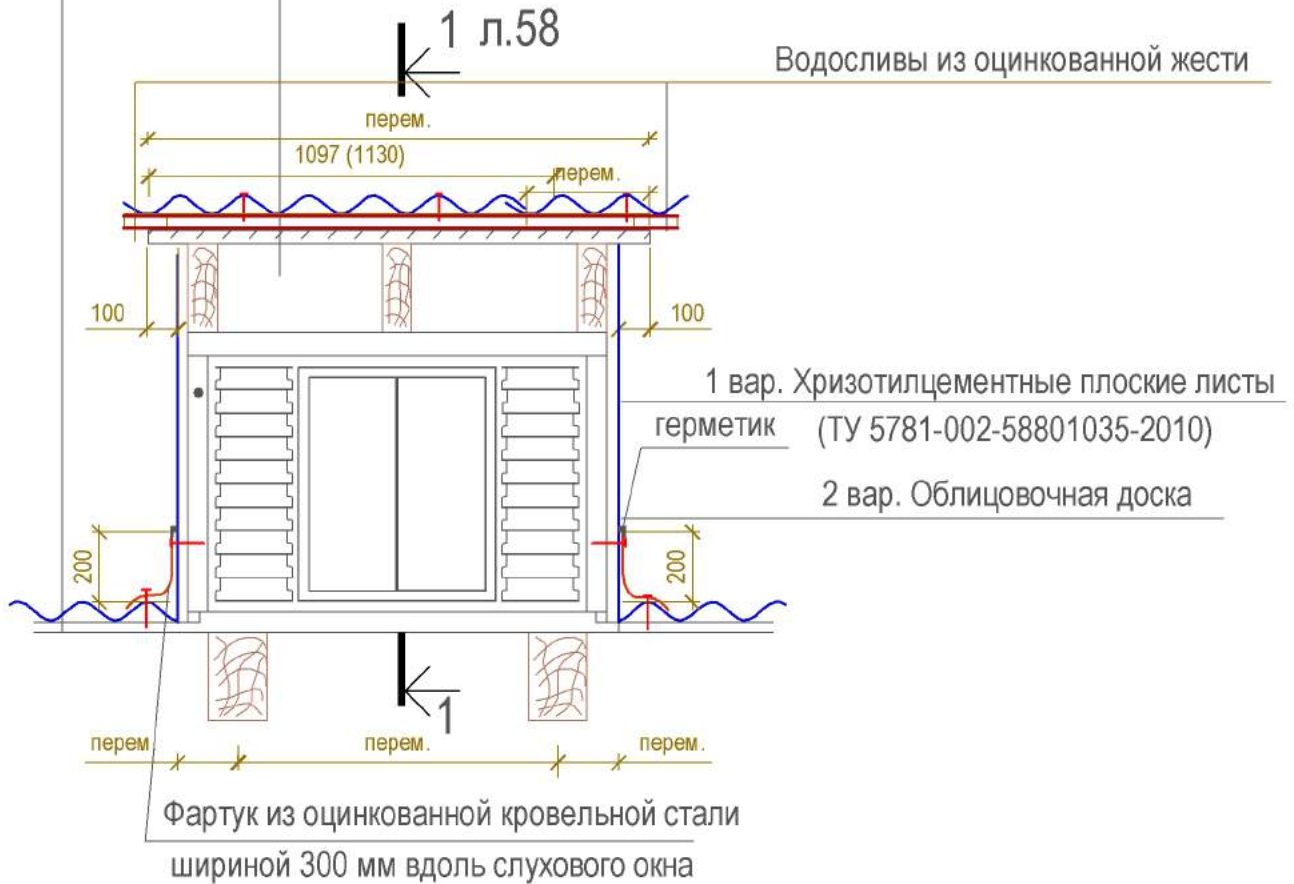 1 л.58
Водосливы из оцинкованной жести
перем.
1097 (1130)
перем.
100
100
1 вар. Хризотилцементные плоские листы
герметик (ТУ 5781-002-58801035-2010)
2 вар. Облицовочная доска
200
200
1
перем.
перем.
перем.
Фартук из оцинкованной кровельной стали
шириной 300 мм вдоль слухового окна